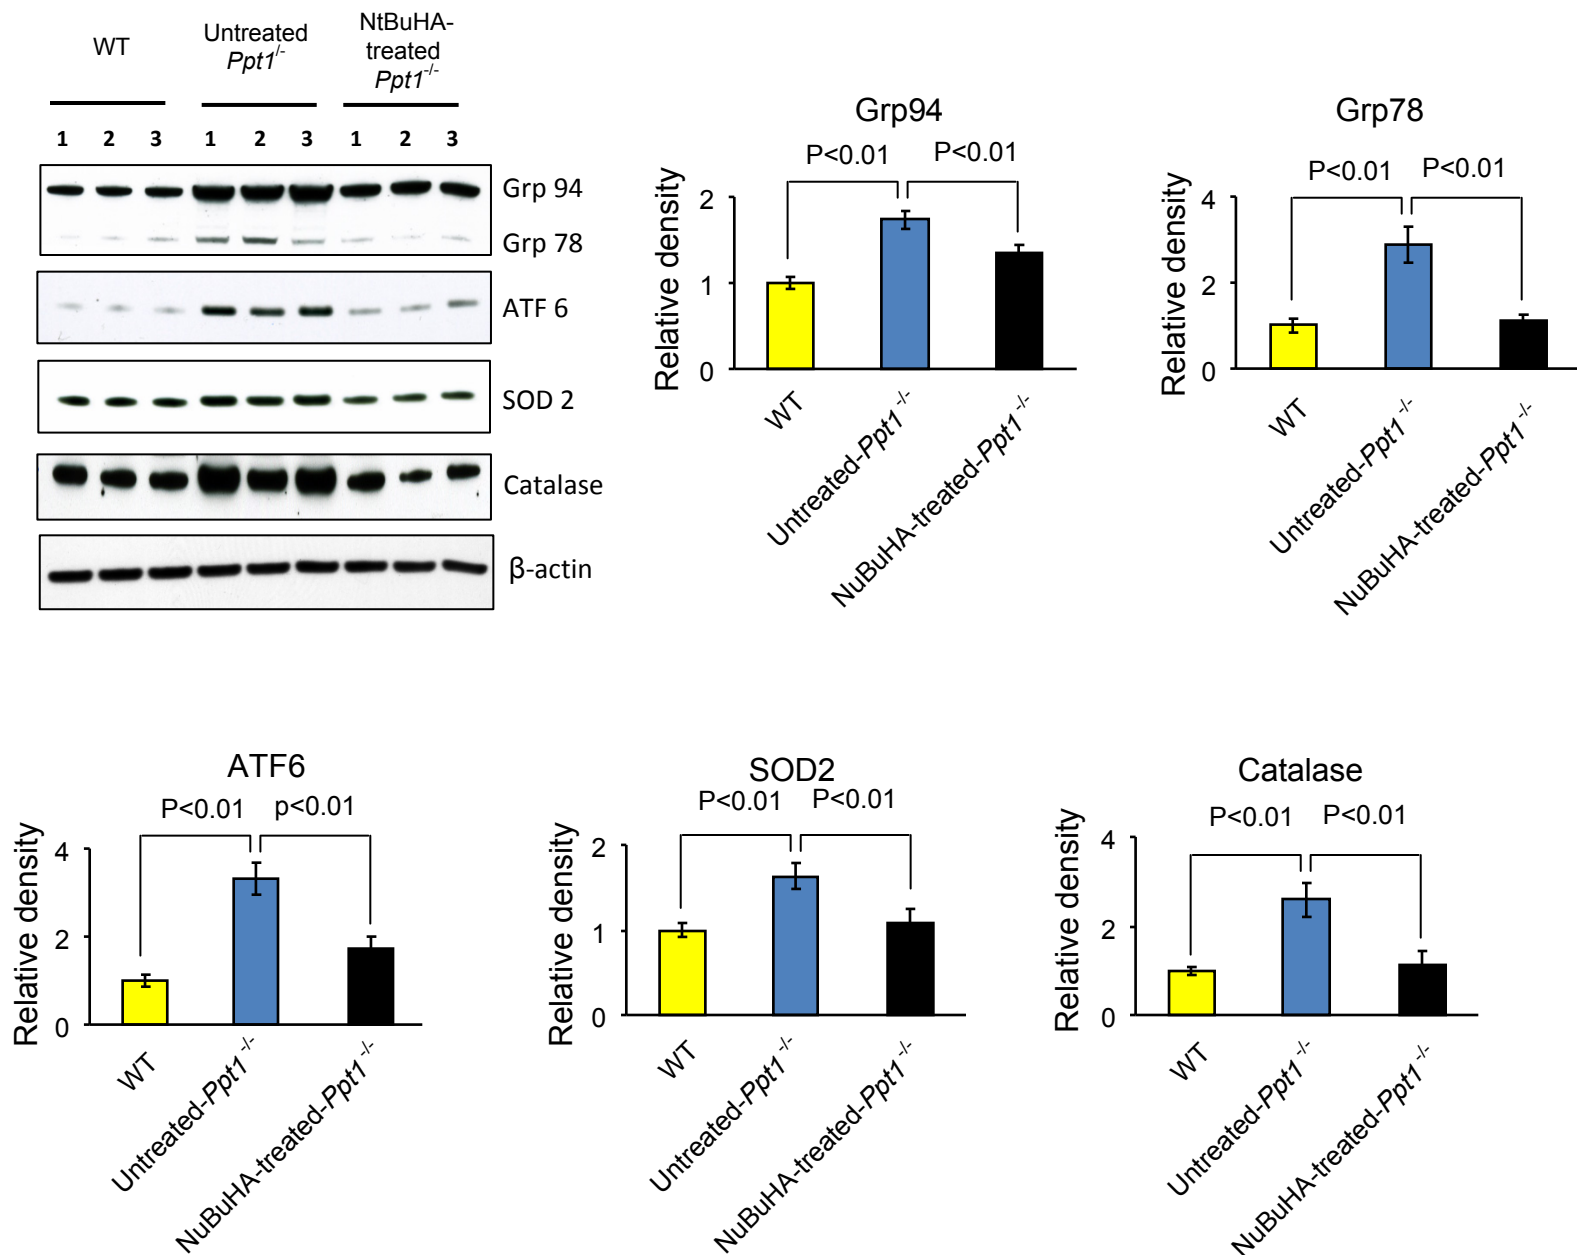 WT
Untreated
Ppt1/-
NtBuHA-
treated
Ppt1-/-
1 2 3 1 2 3 1 2 3
Grp 94
Grp 78
ATF 6
SOD 2
Catalase
β-actin
Grp94
P<0.01 P<0.01
Relative density
2
1
0
WT
Untreated-Ppt1-/-
NuBuHA-treated-Ppt1-/-
Grp78
P<0.01 P<0.01
Relative density
4
2
0
WT
Untreated-Ppt1-/-
NuBuHA-treated-Ppt1-/-
ATF6
P<0.01 p<0.01
Relative density
4
2
0
WT
Untreated-Ppt1-/-
NuBuHA-treated-Ppt1-/-
SOD2
P<0.01 P<0.01
Relative density
2
1
0
WT
Untreated-Ppt1-/-
NuBuHA-treated-Ppt1-/-
Catalase
P<0.01 P<0.01
Relative density
4
2
0
WT
Untreated-Ppt1-/-
NuBuHA-treated-Ppt1-/-